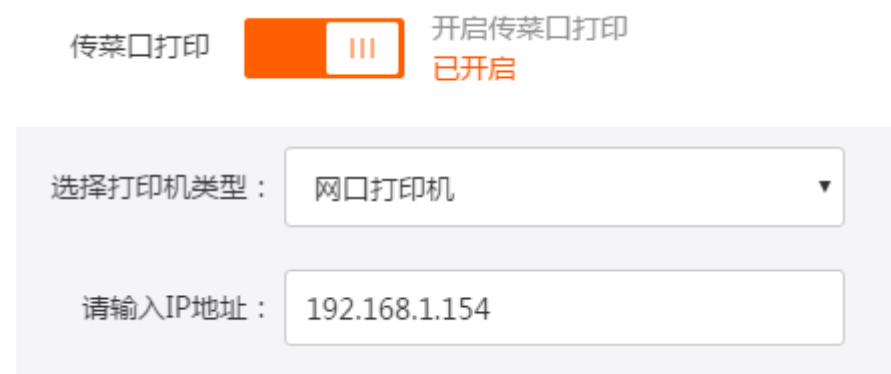 传菜口打印
开启传菜口打印
已开启
选择打印机类型：
网口打印机
请输入IP地址：
192.168.1.154